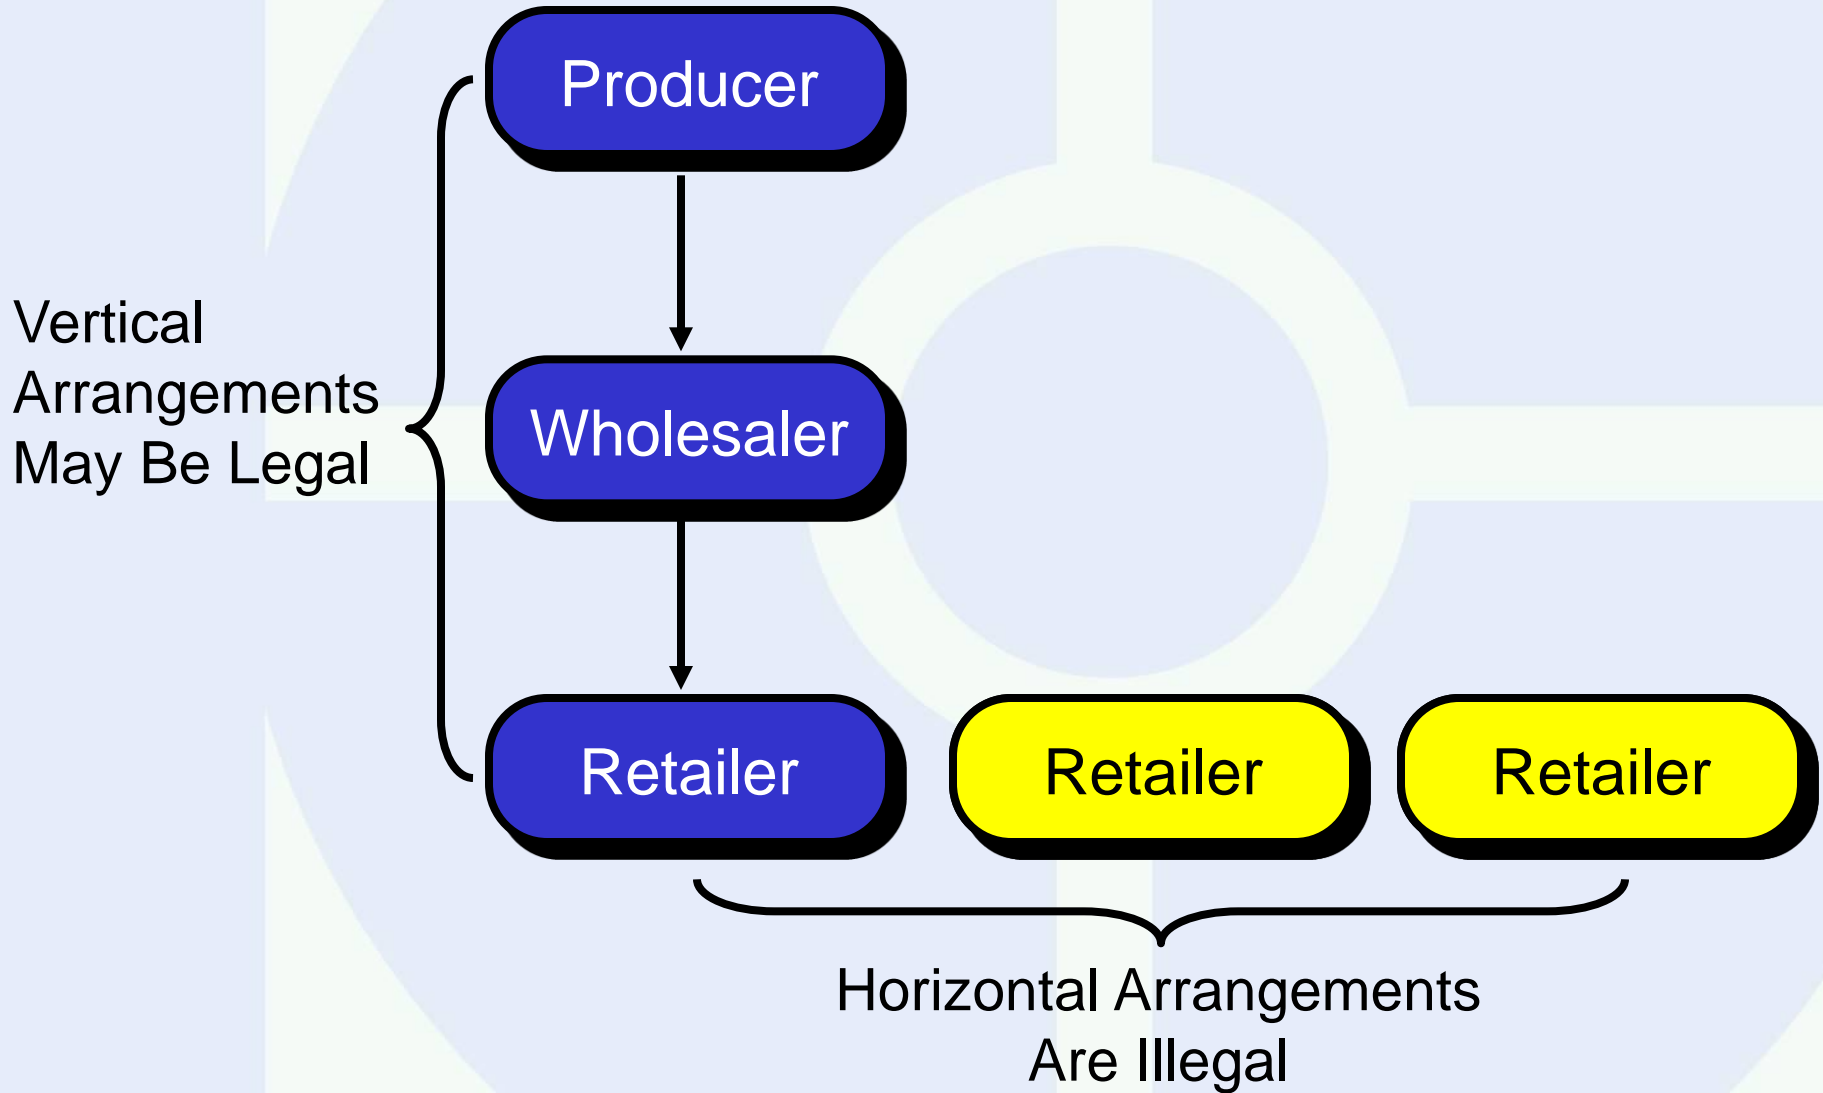 Producer
Vertical
Arrangements
May Be Legal
Wholesaler
Retailer
Retailer
Retailer
Horizontal Arrangements
Are Illegal